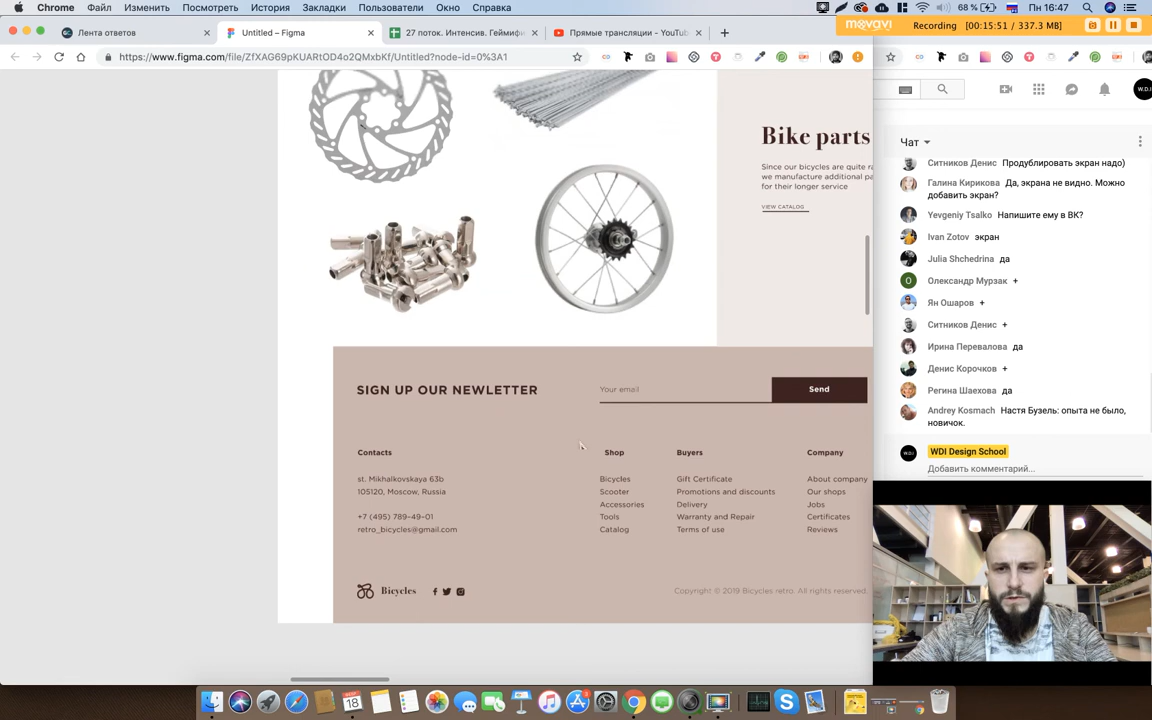 Chrome Файл Изменить Посмотреть История Закладки Пользователи Окно Справка
68 % Пн 16:47
movavi Recording ( 00:15:51 / 337.3 MB )
Лента ответов
Untitled – Figma
27 поток. Интенсив. Геймифи
Прямые трансляции - YouTu
https://www.figma.com/file/ZfXAG69pKUARtOD4o2QMxbKf/Untitled?node-id=0%3A1
Bike parts
Since our bicycles are quite ra
we manufacture additional pa
for their longer service
VIEW CATALOG
SIGN UP OUR NEWLETTER
Your email
Send
Contacts
st. Mikhalkovskaya 63b
105120, Moscow, Russia
+7 (495) 789-49-01
retro_bicycles@gmail.com
Shop
Bicycles
Scooter
Accessories
Tools
Catalog
Buyers
Gift Certificate
Promotions and discounts
Delivery
Warranty and Repair
Terms of use
Company
About company
Our shops
Jobs
Certificates
Reviews
Bicycles
Copyright © 2019 Bicycles retro. All rights reserved.
Чат
Ситников Денис Продублировать экран надо)
Галина Кирикова Да, экрана не видно. Можно
добавить экран?
Yevgeniy Tsalko Напишите ему в ВК?
Ivan Zotov экран
Julia Shchedrina да
Олександр Мурзак +
Ян Ошаров +
Ситников Денис +
Ирина Перевалова да
Денис Корочков +
Регина Шаехова да
Andrey Kosmach Настя Бузель: опыта не было,
новичок.
WDI Design School
Добавить комментарий...